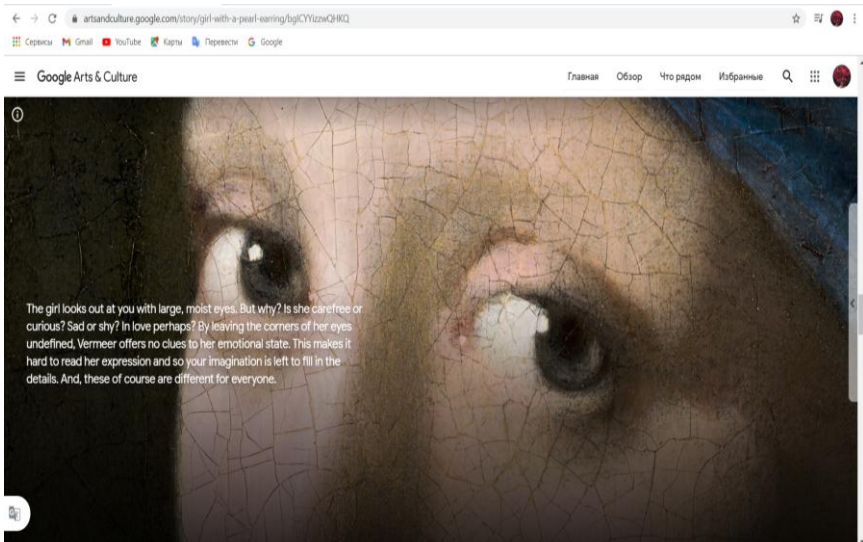 artsandculture.google.com/story/girl-with-a-pearl-earring/bgICYYizzwQHKQ
Сервисы Gmail YouTube Карты Перевести Google
Google Arts & Culture Главная Обзор Что рядом Избранные
The girl looks out at you with large, moist eyes. But why? Is she carefree or
curious? Sad or shy? In love perhaps? By leaving the corners of her eyes
undefined, Vermeer offers no clues to her emotional state. This makes it
hard to read her expression and so your imagination is left to fill in the
details. And, these of course are different for everyone.